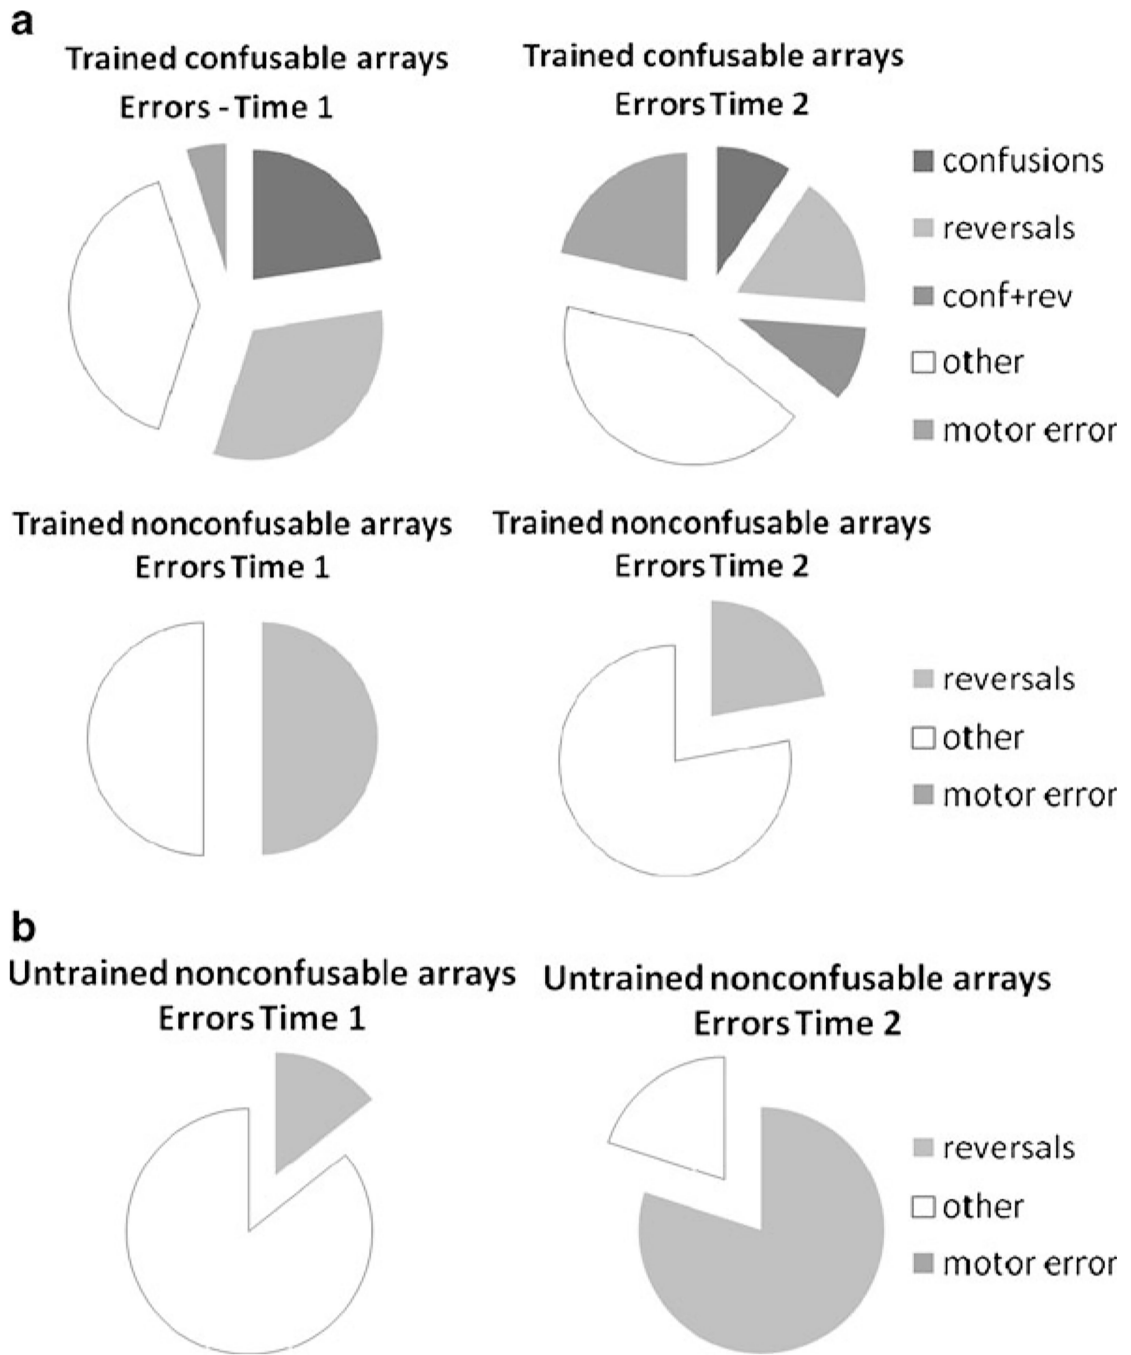 a
Trained confusable arrays
Errors - Time 1
Trained confusable arrays
Errors Time 2
confusions
reversals
conf+rev
other
motor error
Trained nonconfusable arrays
Errors Time 1
Trained nonconfusable arrays
Errors Time 2
reversals
other
motor error
b
Untrained nonconfusable arrays
Errors Time 1
Untrained nonconfusable arrays
Errors Time 2
reversals
other
motor error